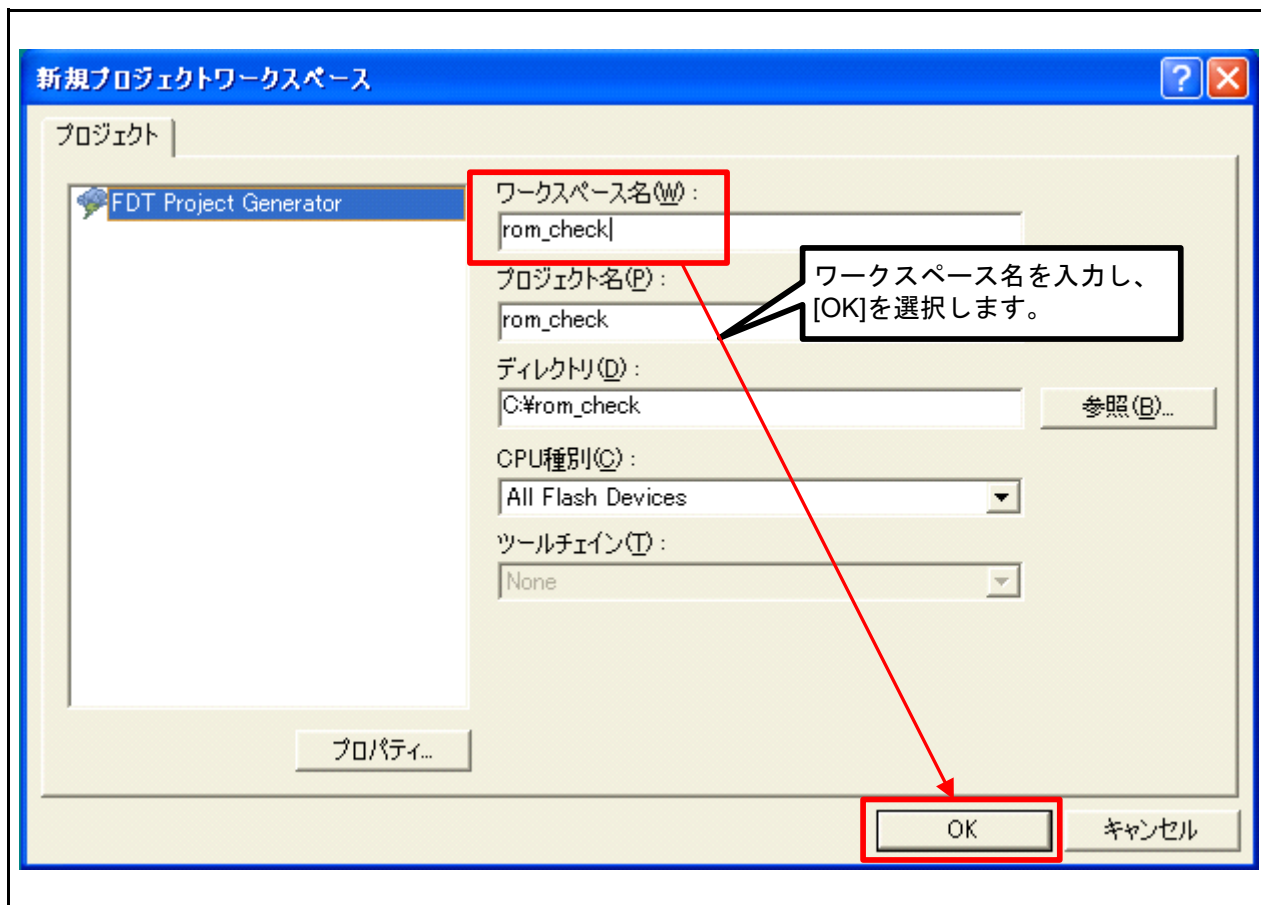 新規プロジェクトワークスペース
プロジェクト
FDT Project Generator
ワークスペース名(W):
rom_check
プロジェクト名(P):
rom_check
ワークスペース名を入力し、
[OK]を選択します。
ディレクトリ(D):
C:¥rom_check
参照(B)...
CPU種別(C):
All Flash Devices
ツールチェイン(T):
None
プロパティ...
OK
キャンセル